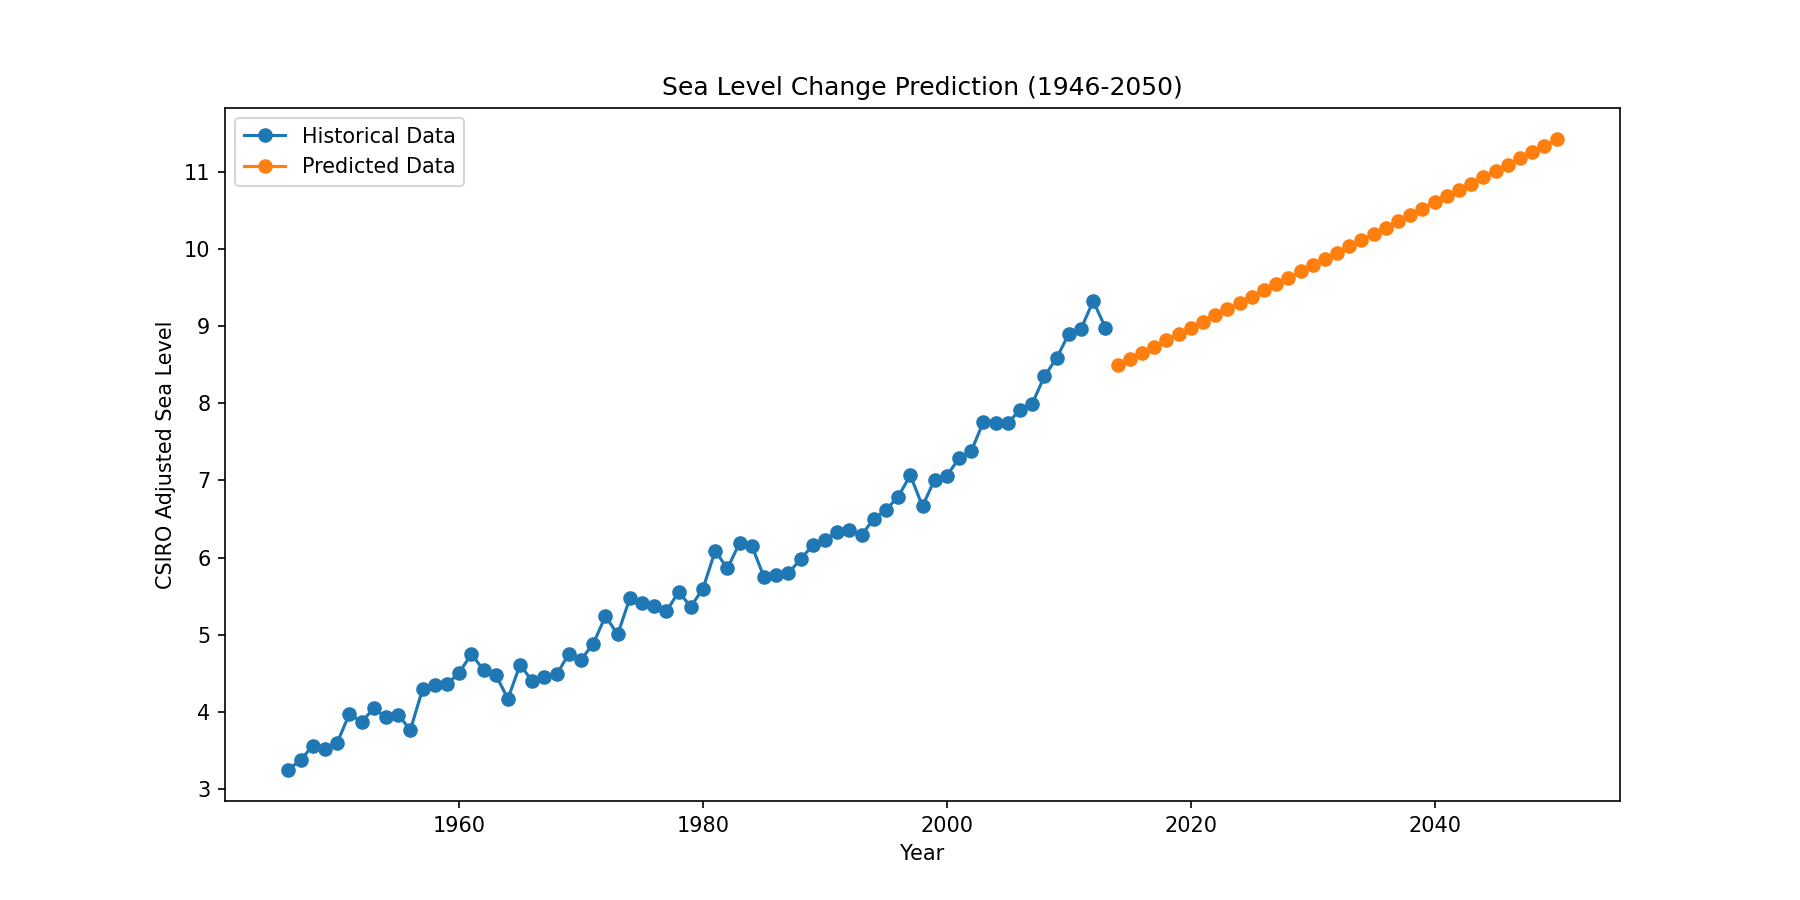 Sea Level Change Prediction (1946-2050)
Historical Data
Predicted Data
CSIRO Adjusted Sea Level
11
10
9
8
7
6
5
4
3
1960 1980 2000 2020 2040
Year